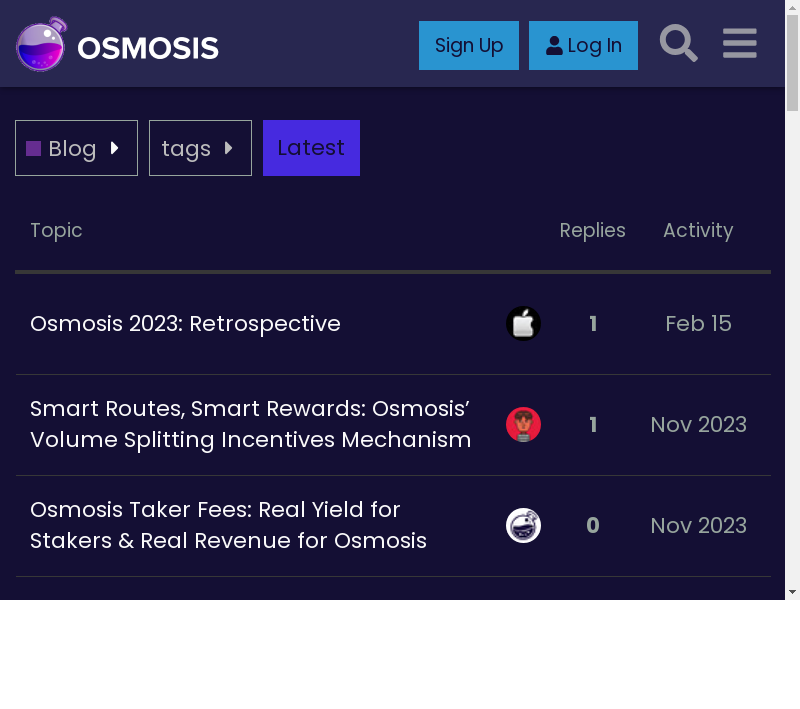 OSMOSIS
Sign Up
Log In
Blog
tags
Latest
Topic
Replies
Activity
Osmosis 2023: Retrospective
1
Feb 15
Smart Routes, Smart Rewards: Osmosis’
Volume Splitting Incentives Mechanism
1
Nov 2023
Osmosis Taker Fees: Real Yield for
Stakers & Real Revenue for Osmosis
0
Nov 2023